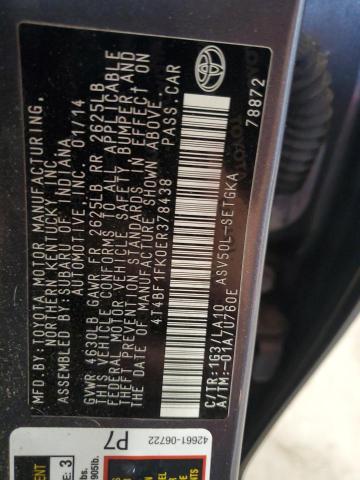 MFD. BY:
TOYOTA MOTOR MANUFACTURING,
NORTHERN KENTUCKY, INC.
ASSEMBLED BY: SUBARU OF INDIANA
AUTOMOTIVE, INC. 01/14
GVWR 4630LB GAWR FR 2625LB RR 2625LB
THIS VEHICLE CONFORMS TO ALL APPLICABLE
FEDERAL MOTOR VEHICLE SAFETY, BUMPER, AND
THEFT PREVENTION STANDARDS IN EFFECT ON
THE DATE OF MANUFACTURE SHOWN ABOVE.
4T4BF1FK0ER378438 PASS.CAR
C/TR:1G3/LA10 ASV50L-SETGKA
A/TM:-01A/U760E
78872
TOYOTA
42661-06722
P7
3
905lb.